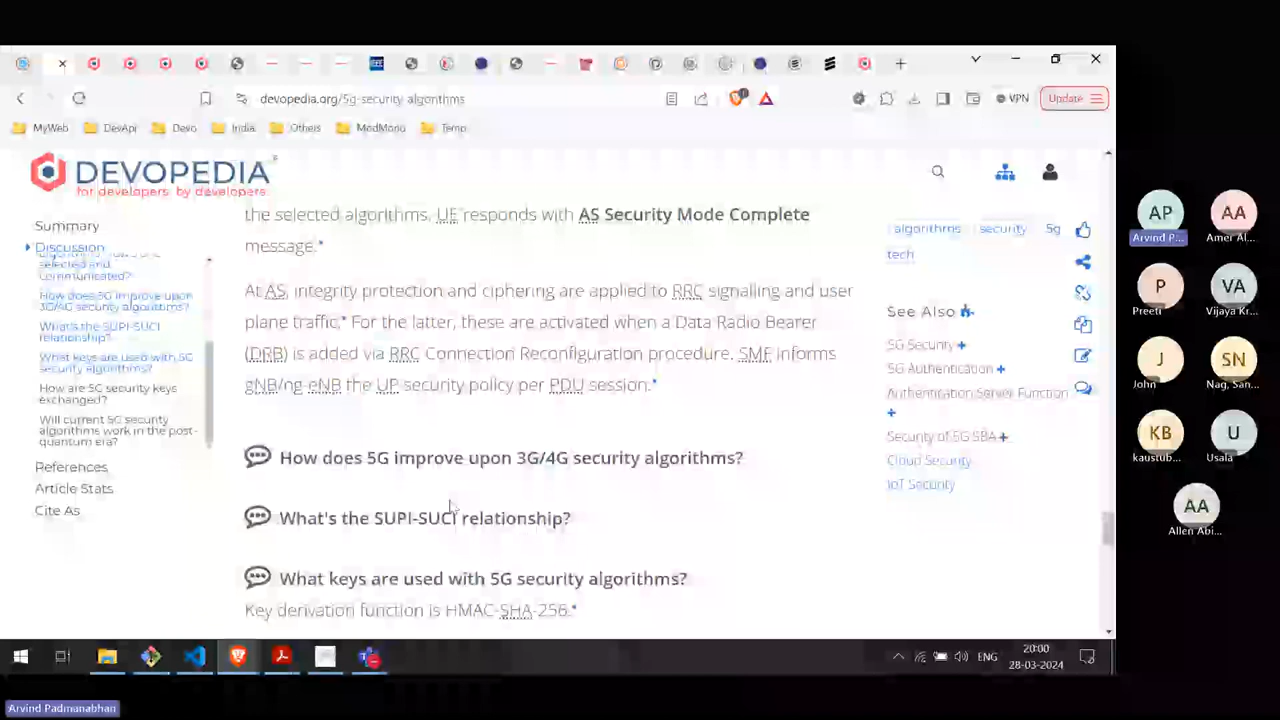 devopedia.org/5g-security-algorithms
VPN
Update
MyWeb
DevApi
Devo
India
Others
ModMono
Temp
DEVOPEDIA
for developers. by developers.
Summary
Discussion
selected and
communicated?
How does 5G improve upon
3G/4G security algorithms?
What's the SUPI-SUCI
relationship?
What keys are used with 5G
security algorithms?
How are 5G security keys
exchanged?
Will current 5G security
algorithms work in the post-
quantum era?
References
Article Stats
Cite As
the selected algorithms. UE responds with AS Security Mode Complete
message.*
At AS, integrity protection and ciphering are applied to RRC signalling and user
plane traffic.* For the latter, these are activated when a Data Radio Bearer
(DRB) is added via RRC Connection Reconfiguration procedure. SMF informs
gNB/ng-eNB the UP security policy per PDU session.*
How does 5G improve upon 3G/4G security algorithms?
What's the SUPI-SUCI relationship?
What keys are used with 5G security algorithms?
Key derivation function is HMAC-SHA-256.*
algorithms security 5g
tech
See Also
5G Security +
5G Authentication +
Authentication Server Function
+
Security of 5G SBA +
Cloud Security
IoT Security
ENG
20:00
28-03-2024
AP
Arvind P...
AA
Amer Al...
P
Preeti
VA
Vijaya Kr...
J
John
SN
Nag, San...
KB
kaustub...
U
Usala
AA
Allen Abi...
Arvind Padmanabhan